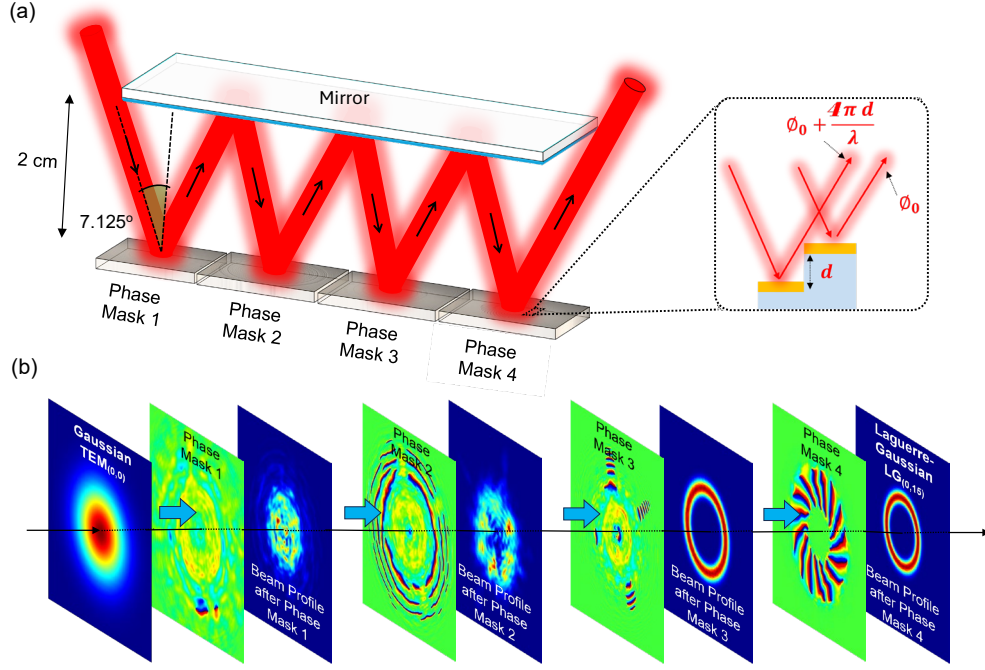 (a)
Mirror
2 cm
7.125º
Phase
Mask 1
Phase
Mask 2
Phase
Mask 3
Phase
Mask 4
∅₀ + 4πd/λ
∅₀
d
(b)
Gaussian
TEM(0,0)
Phase
Mask 1
Beam Profile
after Phase
Mask 1
Phase
Mask 2
Beam Profile
after Phase
Mask 2
Phase
Mask 3
Beam Profile
after Phase
Mask 3
Phase
Mask 4
Laguerre-
Gaussian
LG(0,15)
Beam Profile
after Phase
Mask 4